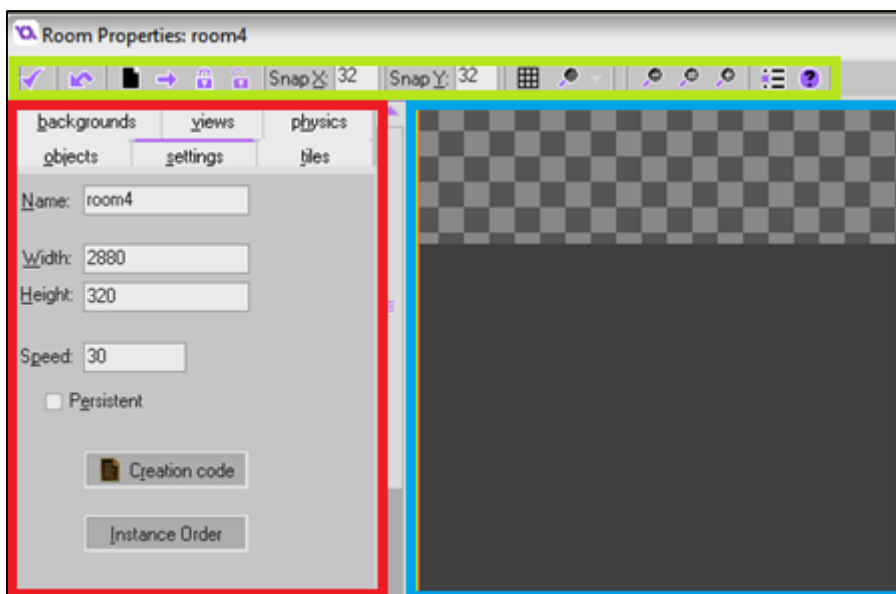 Room Properties: room4
Snap X: 32 Snap Y: 32
backgrounds views physics
objects settings tiles
Name: room4
Width: 2880
Height: 320
Speed: 30
Persistent
Creation code
Instance Order